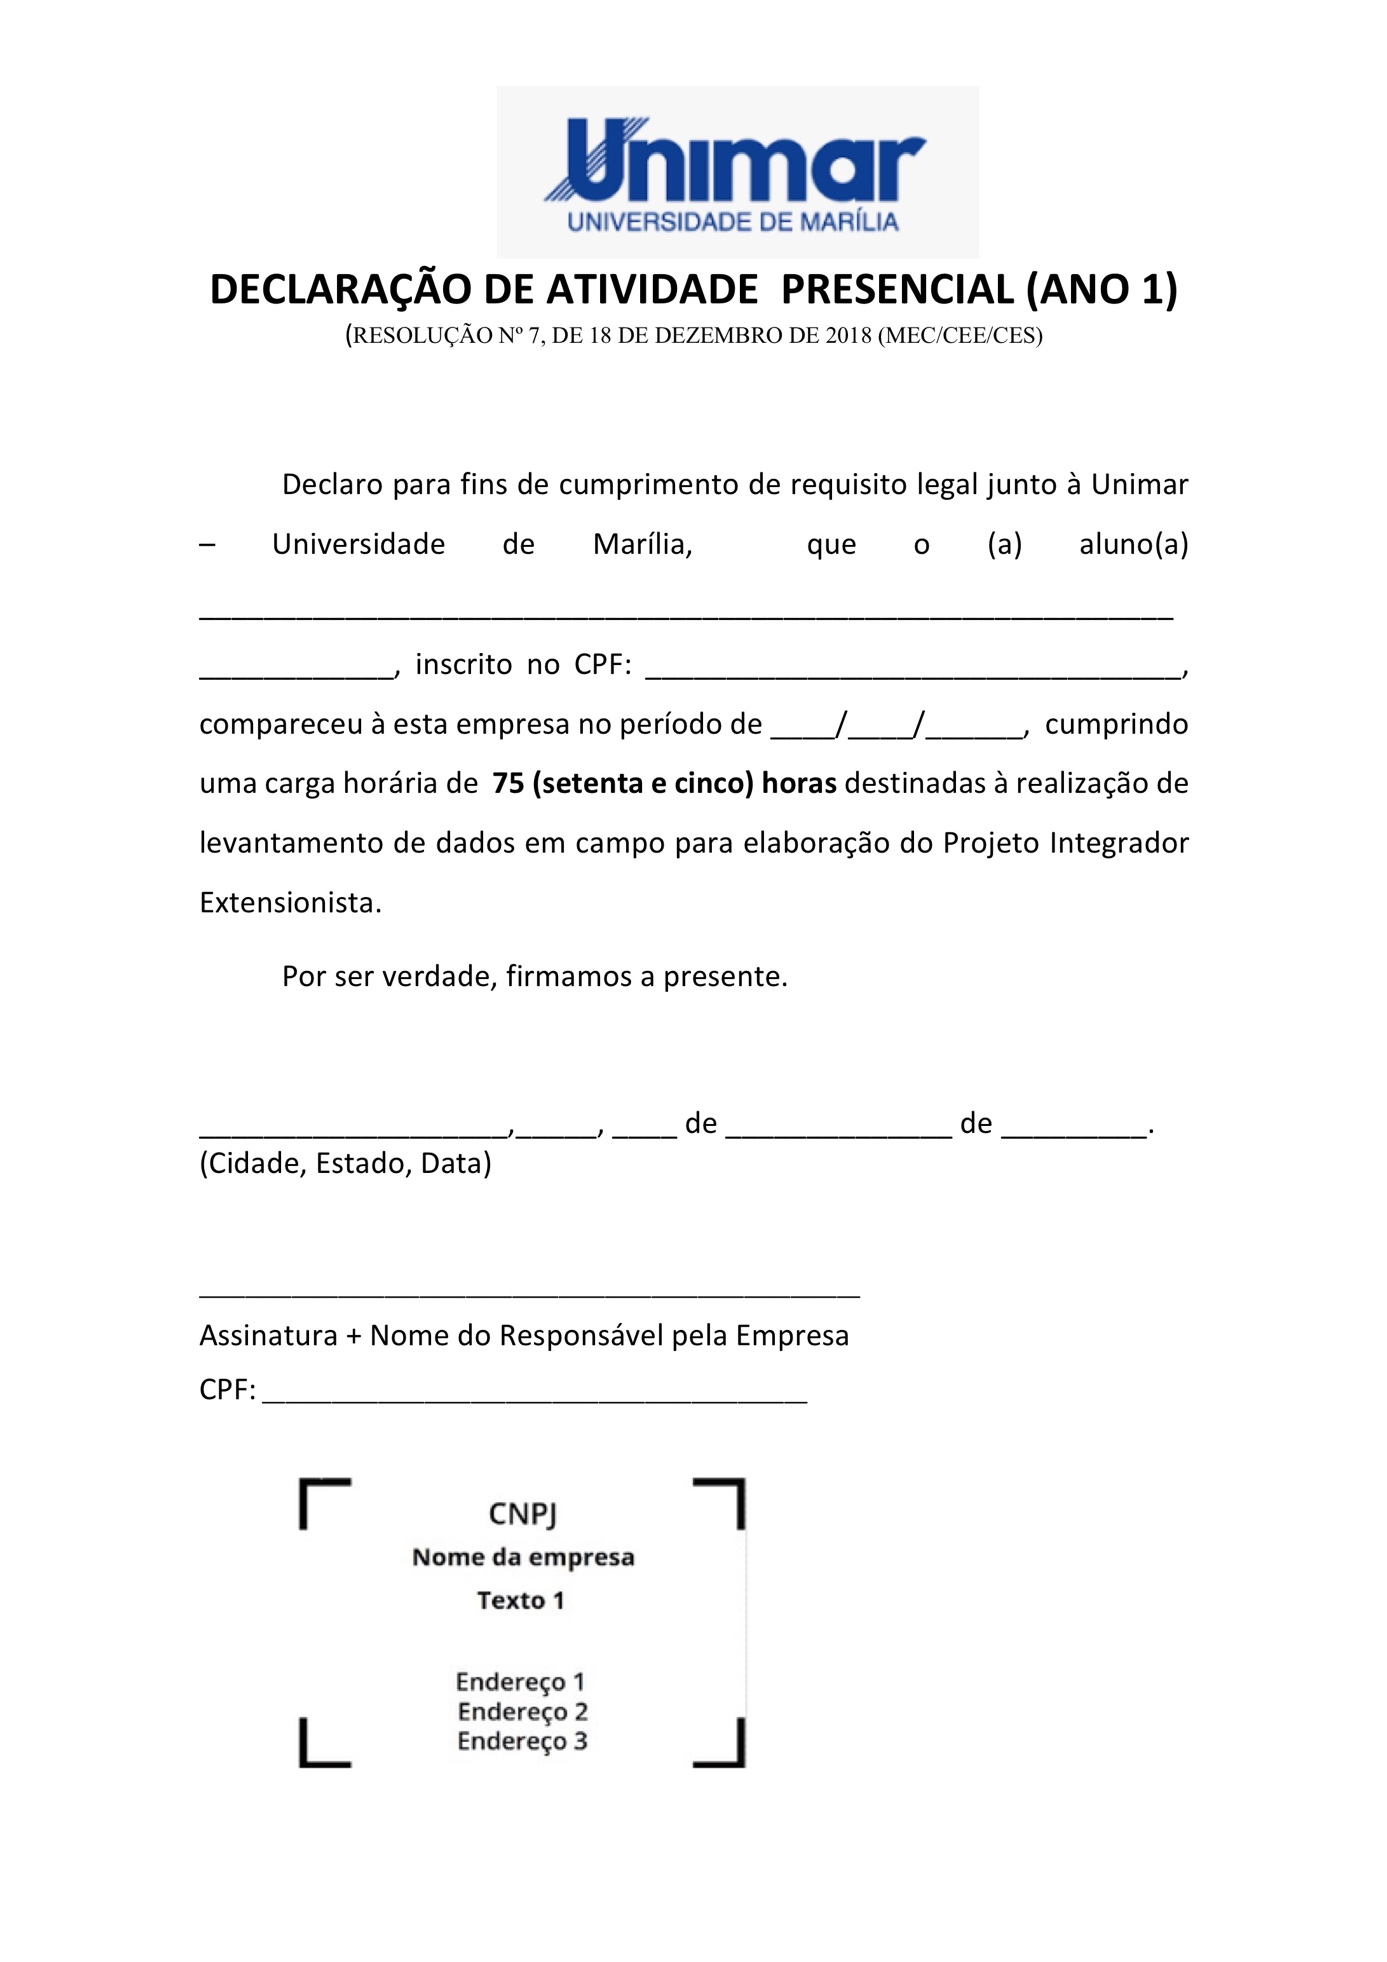 Unimar
UNIVERSIDADE DE MARÍLIA
DECLARAÇÃO DE ATIVIDADE  PRESENCIAL (ANO 1)
(RESOLUÇÃO Nº 7, DE 18 DE DEZEMBRO DE 2018 (MEC/CEE/CES)
Declaro para fins de cumprimento de requisito legal junto à Unimar
– Universidade de Marília, que o (a) aluno(a)
____________________________________________________________
____________, inscrito no CPF: _________________________________,
compareceu à esta empresa no período de ____/____/______, cumprindo
uma carga horária de 75 (setenta e cinco) horas destinadas à realização de
levantamento de dados em campo para elaboração do Projeto Integrador
Extensionista.
Por ser verdade, firmamos a presente.
___________________,_____, ____ de ______________ de _________.
(Cidade, Estado, Data)
___________________________________________
Assinatura + Nome do Responsável pela Empresa
CPF: ___________________________________
CNPJ
Nome da empresa
Texto 1
Endereço 1
Endereço 2
Endereço 3